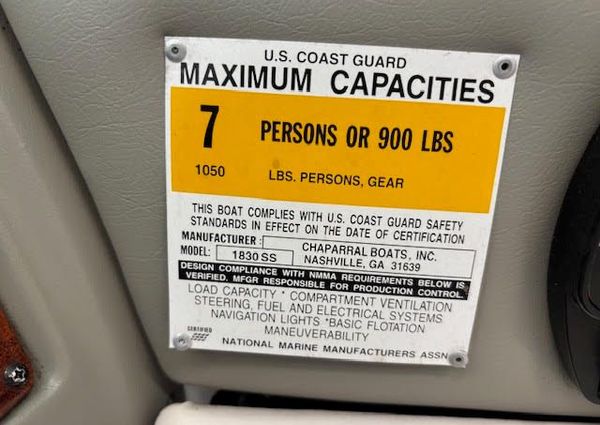 U.S. COAST GUARD
MAXIMUM CAPACITIES
7 PERSONS OR 900 LBS
1050 LBS. PERSONS, GEAR
THIS BOAT COMPLIES WITH U.S. COAST GUARD SAFETY
STANDARDS IN EFFECT ON THE DATE OF CERTIFICATION
MANUFACTURER: CHAPARRAL BOATS, INC.
MODEL: 1830 SS NASHVILLE, GA 31639
DESIGN COMPLIANCE WITH NMMA REQUIREMENTS BELOW IS
VERIFIED. MFGR RESPONSIBLE FOR PRODUCTION CONTROL.
LOAD CAPACITY * COMPARTMENT VENTILATION
STEERING, FUEL AND ELECTRICAL SYSTEMS
NAVIGATION LIGHTS *BASIC FLOTATION
MANEUVERABILITY
CERTIFIED
NATIONAL MARINE MANUFACTURERS ASSN